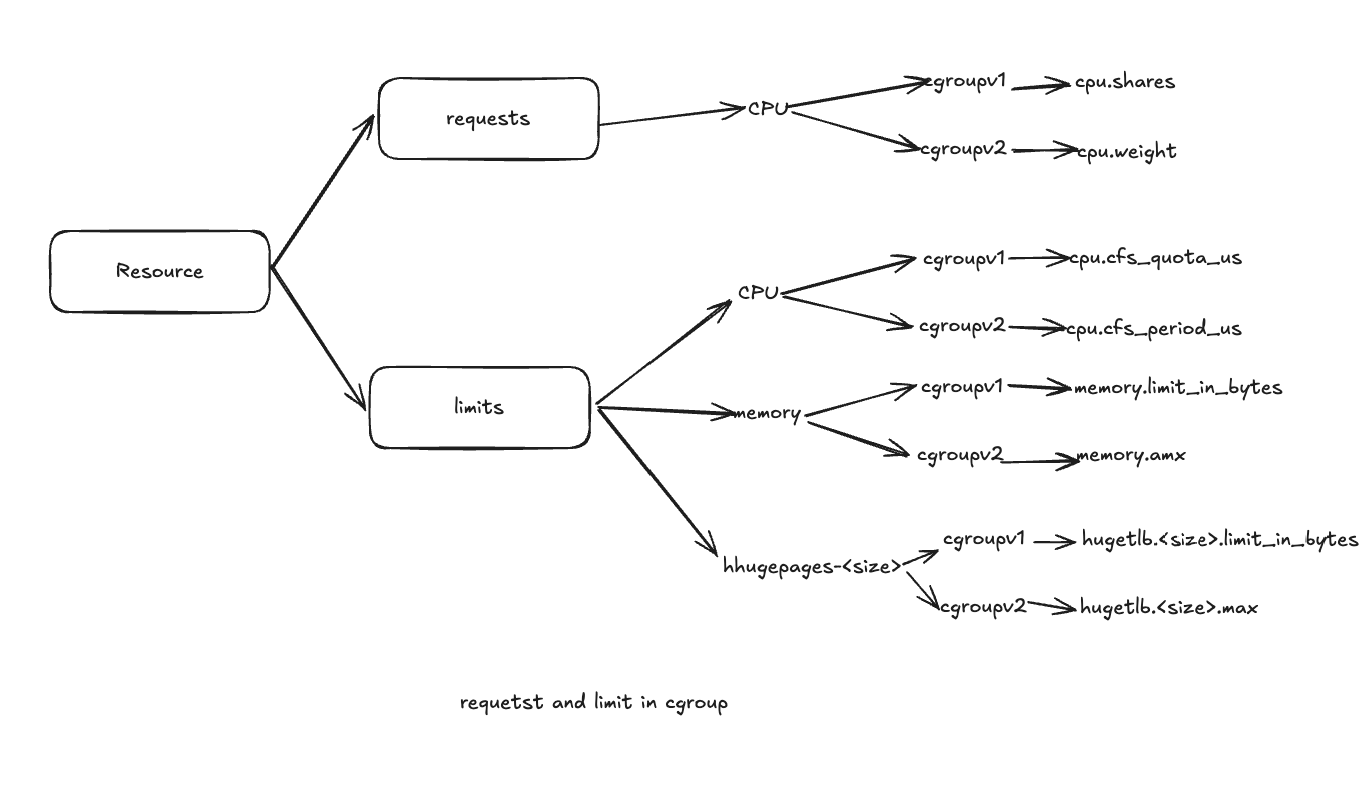 requests
CPU
cgroupv1
cpu.shares
cgroupv2
cpu.weight
Resource
limits
CPU
cgroupv1
cpu.cfs_quota_us
cgroupv2
cpu.cfs_period_us
memory
cgroupv1
memory.limit_in_bytes
cgroupv2
memory.amx
hhugepages-<size>
cgroupv1
hugetlb.<size>.limit_in_bytes
cgroupv2
hugetlb.<size>.max
requetst and limit in cgroup